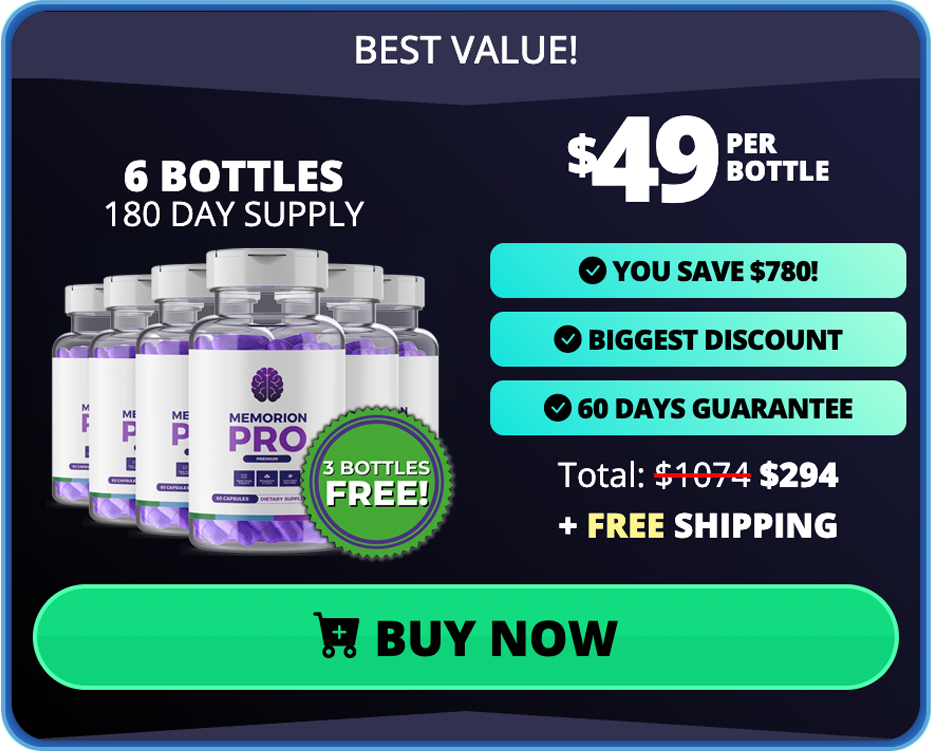 BEST VALUE!
6 BOTTLES
180 DAY SUPPLY
$49 PER BOTTLE
YOU SAVE $780!
BIGGEST DISCOUNT
60 DAYS GUARANTEE
Total: $1074 $294
+ FREE SHIPPING
MEMORION
PRO
PREMIUM
60 CAPSULES
3 BOTTLES
FREE!
BUY NOW